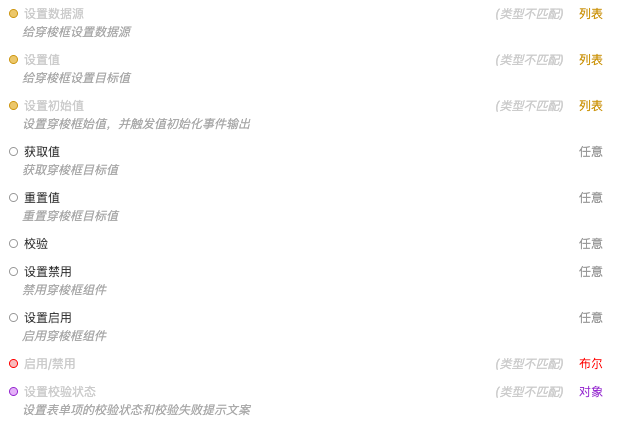 设置数据源 (类型不匹配) 列表
给穿梭框设置数据源
设置值 (类型不匹配) 列表
给穿梭框设置目标值
设置初始值 (类型不匹配) 列表
设置穿梭框始值，并触发值初始化事件输出
获取值 任意
获取穿梭框目标值
重置值 任意
重置穿梭框目标值
校验 任意
设置禁用 任意
禁用穿梭框组件
设置启用 任意
启用穿梭框组件
启用/禁用 (类型不匹配) 布尔
设置校验状态 (类型不匹配) 对象
设置表单项的校验状态和校验失败提示文案